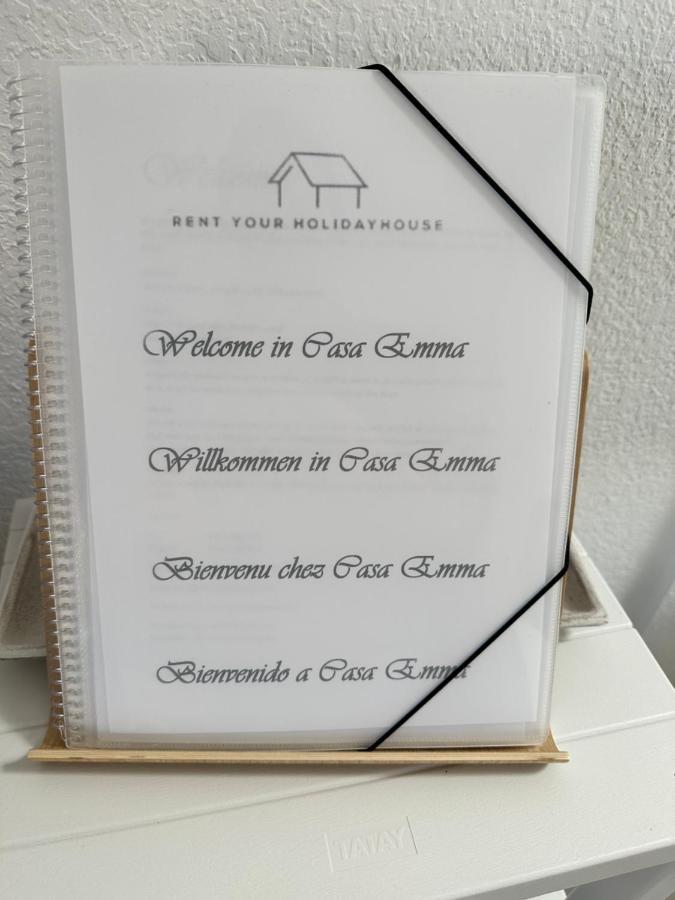 RENT YOUR HOLIDAYHOUSE
Welcome in Casa Emma
Willkommen in Casa Emma
Bienvenu chez Casa Emma
Bienvenido a Casa Emma
TATAY